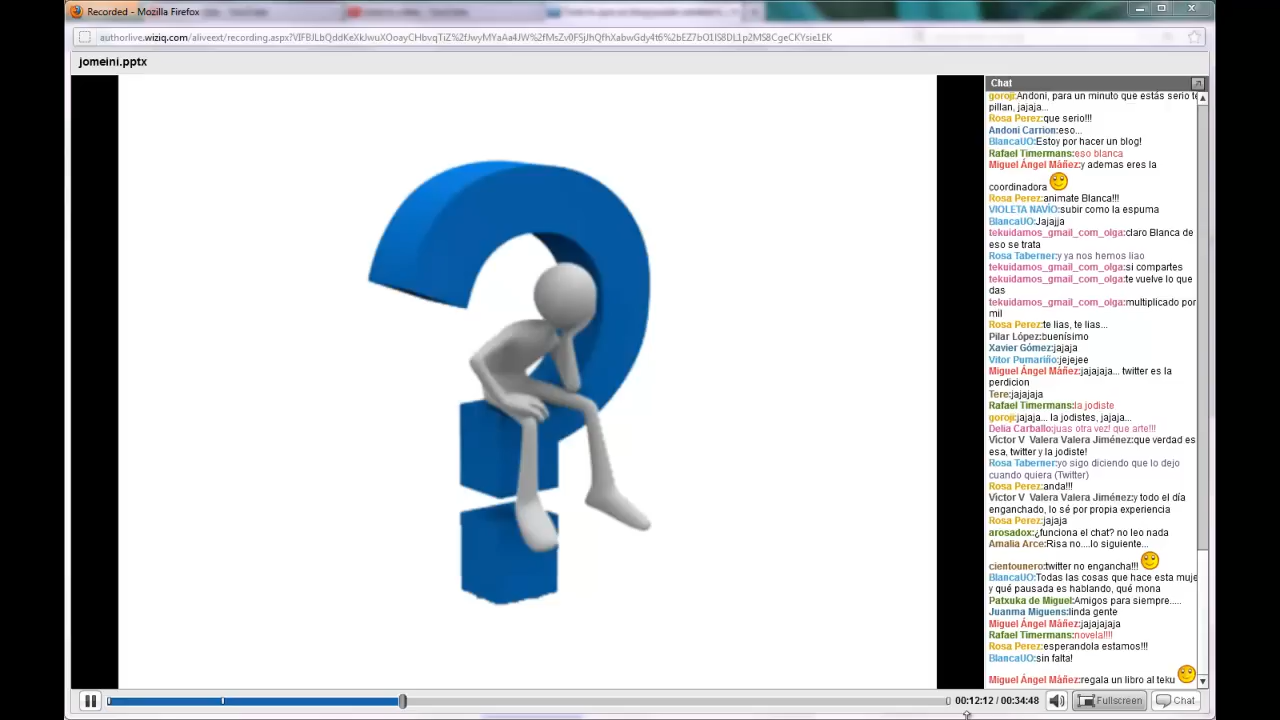 Recorded - Mozilla Firefox
jomeini.pptx
Chat
goroji:Andoni, para un minuto que estás serio te
pillan, jajaja...
Rosa Perez:que serio!!!
Andoni Carrion:eso...
BlancaUO:Estoy por hacer un blog!
Rafael Timermans:eso blanca
Miguel Ángel Máñez:y ademas eres la
coordinadora
Rosa Perez:animate Blanca!!!
VIOLETA NAVÍO:subir como la espuma
BlancaUO:Jajajja
tekuidamos_gmail_com_olga:claro Blanca de
eso se trata
Rosa Taberner:y ya nos hemos liao
tekuidamos_gmail_com_olga:si compartes
tekuidamos_gmail_com_olga:te vuelve lo que
das
tekuidamos_gmail_com_olga:multiplicado por
mil
Rosa Perez:te lias, te lias...
Pilar López:buenísimo
Xavier Gómez:jajaja
Vitor Pumariño:jejejee
Miguel Ángel Máñez:jajajaja... twitter es la
perdicion
Tere:jajajaja
Rafael Timermans:la jodiste
goroji:jajaja... la jodistes, jajaja...
Delia Carballo:juas otra vez! que arte!!!
Víctor V Valera Valera Jiménez:que verdad es
esa, twitter y la jodiste!
Rosa Taberner:yo sigo diciendo que lo dejo
cuando quiera (Twitter)
Rosa Perez:anda!!!
Víctor V Valera Valera Jiménez:y todo el día
enganchado, lo sé por propia experiencia
Rosa Perez:jajaja
arosadox:¿funciona el chat? no leo nada
Amalia Arce:Risa no....lo siguiente...
cientounero:twitter no engancha!!!
BlancaUO:Todas las cosas que hace esta muje
y qué pausada es hablando, qué mona
Patxuka de Miguel:Amigos para siempre.....
Juanma Miguens:linda gente
Miguel Ángel Máñez:jajajajaja
Rafael Timermans:novela!!!!
Rosa Perez:esperandola estamos!!!
BlancaUO:sin falta!
Miguel Ángel Máñez:regala un libro al teku
00:12:12 / 00:34:48
Fullscreen
Chat